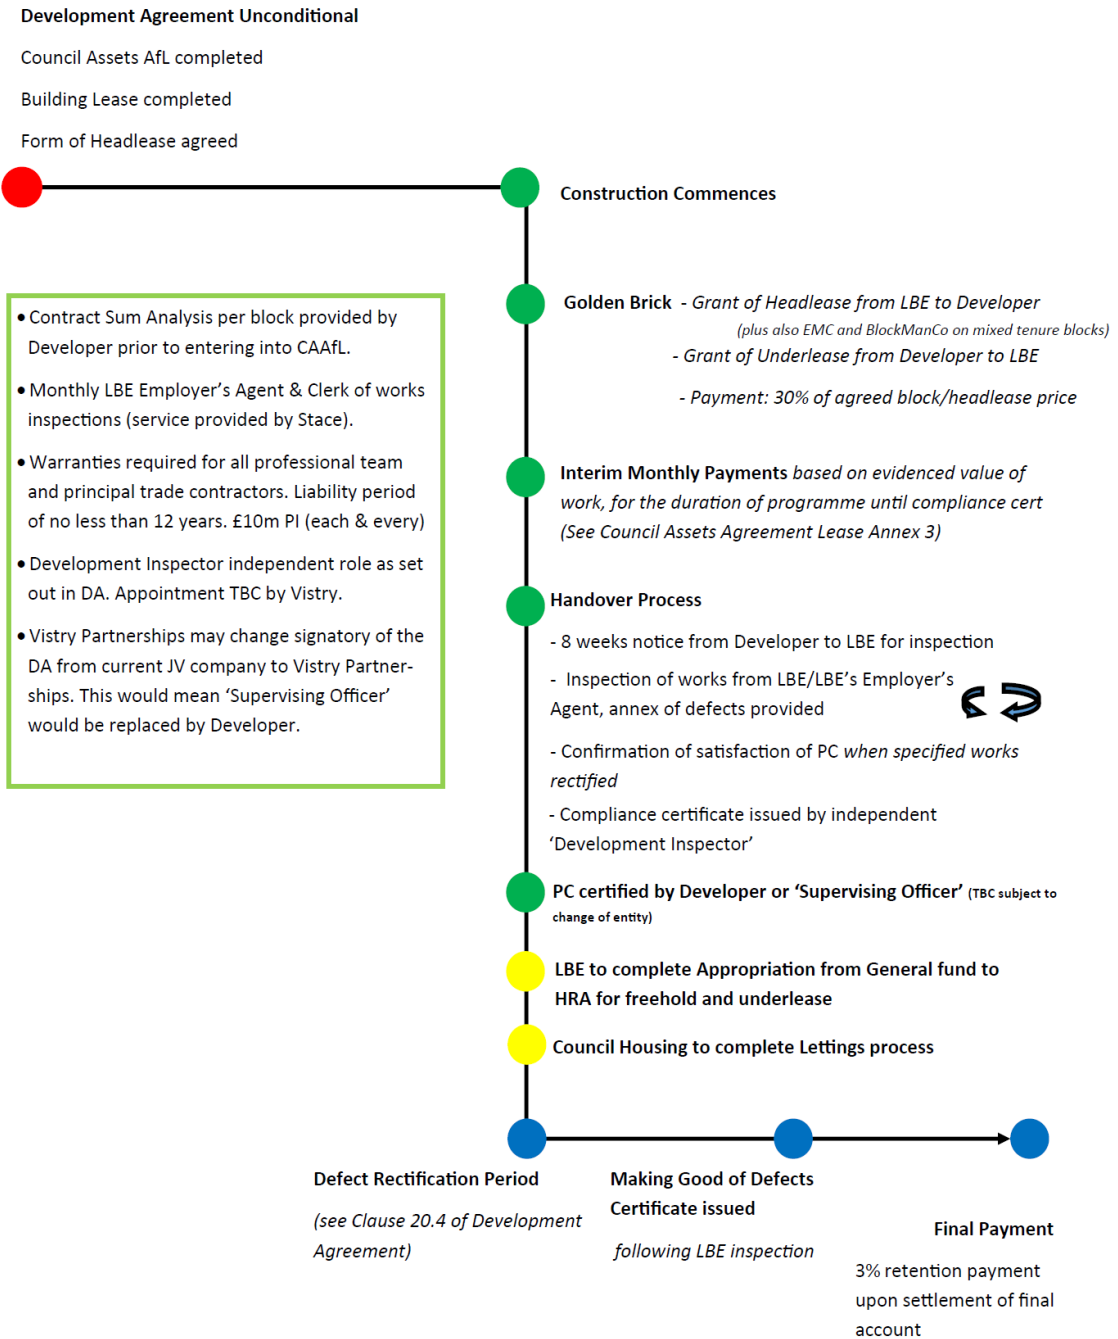 Development Agreement Unconditional
Council Assets AfL completed
Building Lease completed
Form of Headlease agreed
Construction Commences
Golden Brick - Grant of Headlease from LBE to Developer
(plus also EMC and BlockManCo on mixed tenure blocks)
- Grant of Underlease from Developer to LBE
- Payment: 30% of agreed block/headlease price
• Contract Sum Analysis per block provided by
Developer prior to entering into CAAfL.
• Monthly LBE Employer's Agent & Clerk of works
inspections (service provided by Stace).
• Warranties required for all professional team
and principal trade contractors. Liability period
of no less than 12 years. £10m PI (each & every)
• Development Inspector independent role as set
out in DA. Appointment TBC by Vistry.
• Vistry Partnerships may change signatory of the
DA from current JV company to Vistry Partner-
ships. This would mean 'Supervising Officer'
would be replaced by Developer.
Interim Monthly Payments based on evidenced value of
work, for the duration of programme until compliance cert
(See Council Assets Agreement Lease Annex 3)
Handover Process
- 8 weeks notice from Developer to LBE for inspection
- Inspection of works from LBE/LBE's Employer's
Agent, annex of defects provided
- Confirmation of satisfaction of PC when specified works
rectified
- Compliance certificate issued by independent
'Development Inspector'
PC certified by Developer or 'Supervising Officer' (TBC subject to
change of entity)
LBE to complete Appropriation from General fund to
HRA for freehold and underlease
Council Housing to complete Lettings process
Defect Rectification Period
(see Clause 20.4 of Development
Agreement)
Making Good of Defects
Certificate issued
following LBE inspection
Final Payment
3% retention payment
upon settlement of final
account